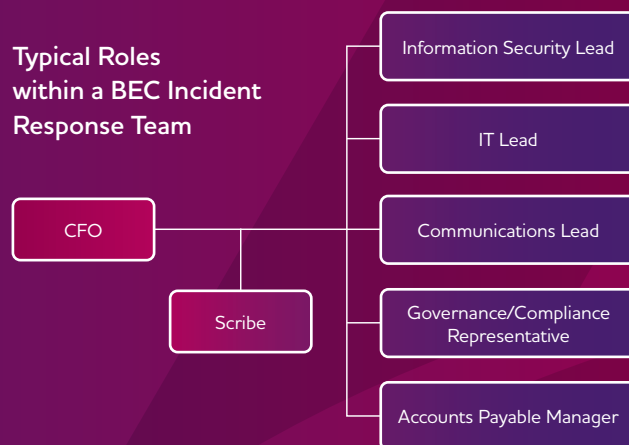 Typical Roles
within a BEC Incident
Response Team
CFO
Scribe
Information Security Lead
IT Lead
Communications Lead
Governance/Compliance
Representative
Accounts Payable Manager